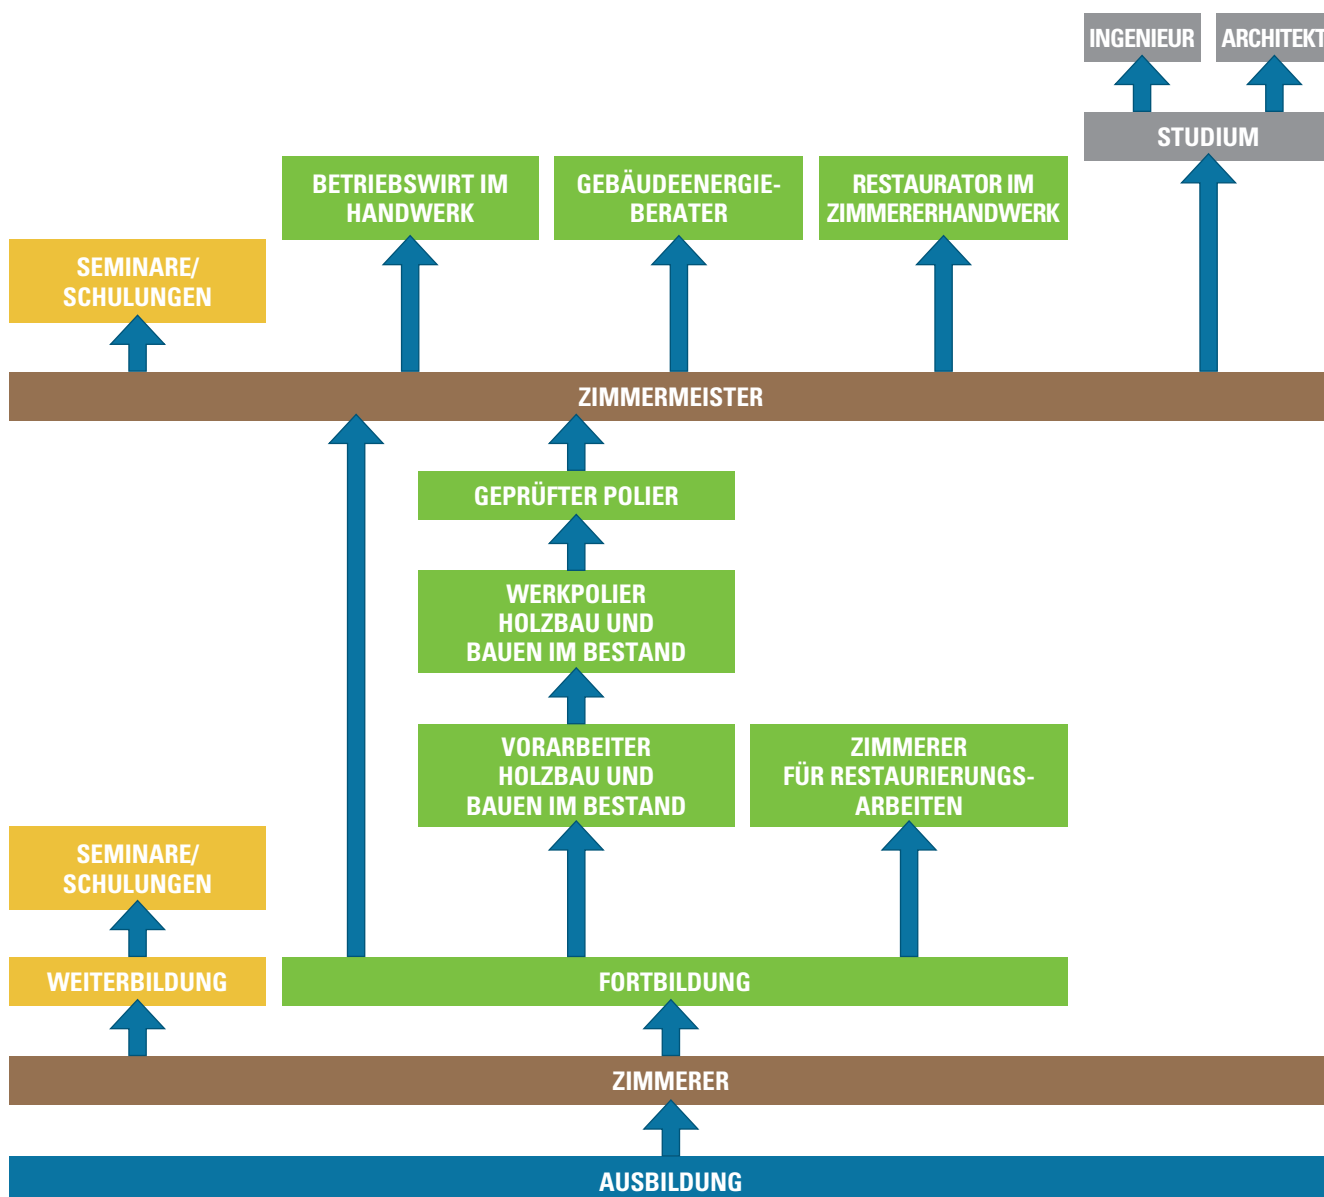 INGENIEUR
ARCHITEKT
STUDIUM
BETRIEBSWIRT IM
HANDWERK
GEBÄUDEENERGIE-
BERATER
RESTAURATOR IM
ZIMMERERHANDWERK
SEMINARE/
SCHULUNGEN
ZIMMERMEISTER
GEPRÜFTER POLIER
WERKPOLIER
HOLZBAU UND
BAUEN IM BESTAND
VORARBEITER
HOLZBAU UND
BAUEN IM BESTAND
ZIMMERER
FÜR RESTAURIERUNGS-
ARBEITEN
SEMINARE/
SCHULUNGEN
WEITERBILDUNG
FORTBILDUNG
ZIMMERER
AUSBILDUNG